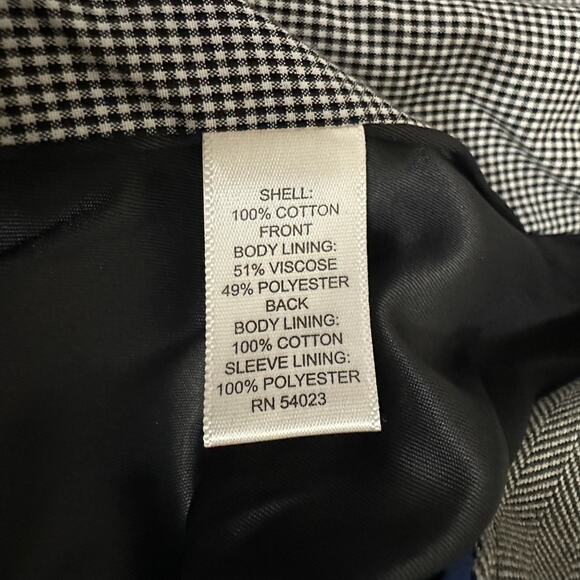 SHELL:
100% COTTON
FRONT
BODY LINING:
51% VISCOSE
49% POLYESTER
BACK
BODY LINING:
100% COTTON
SLEEVE LINING:
100% POLYESTER
RN 54023